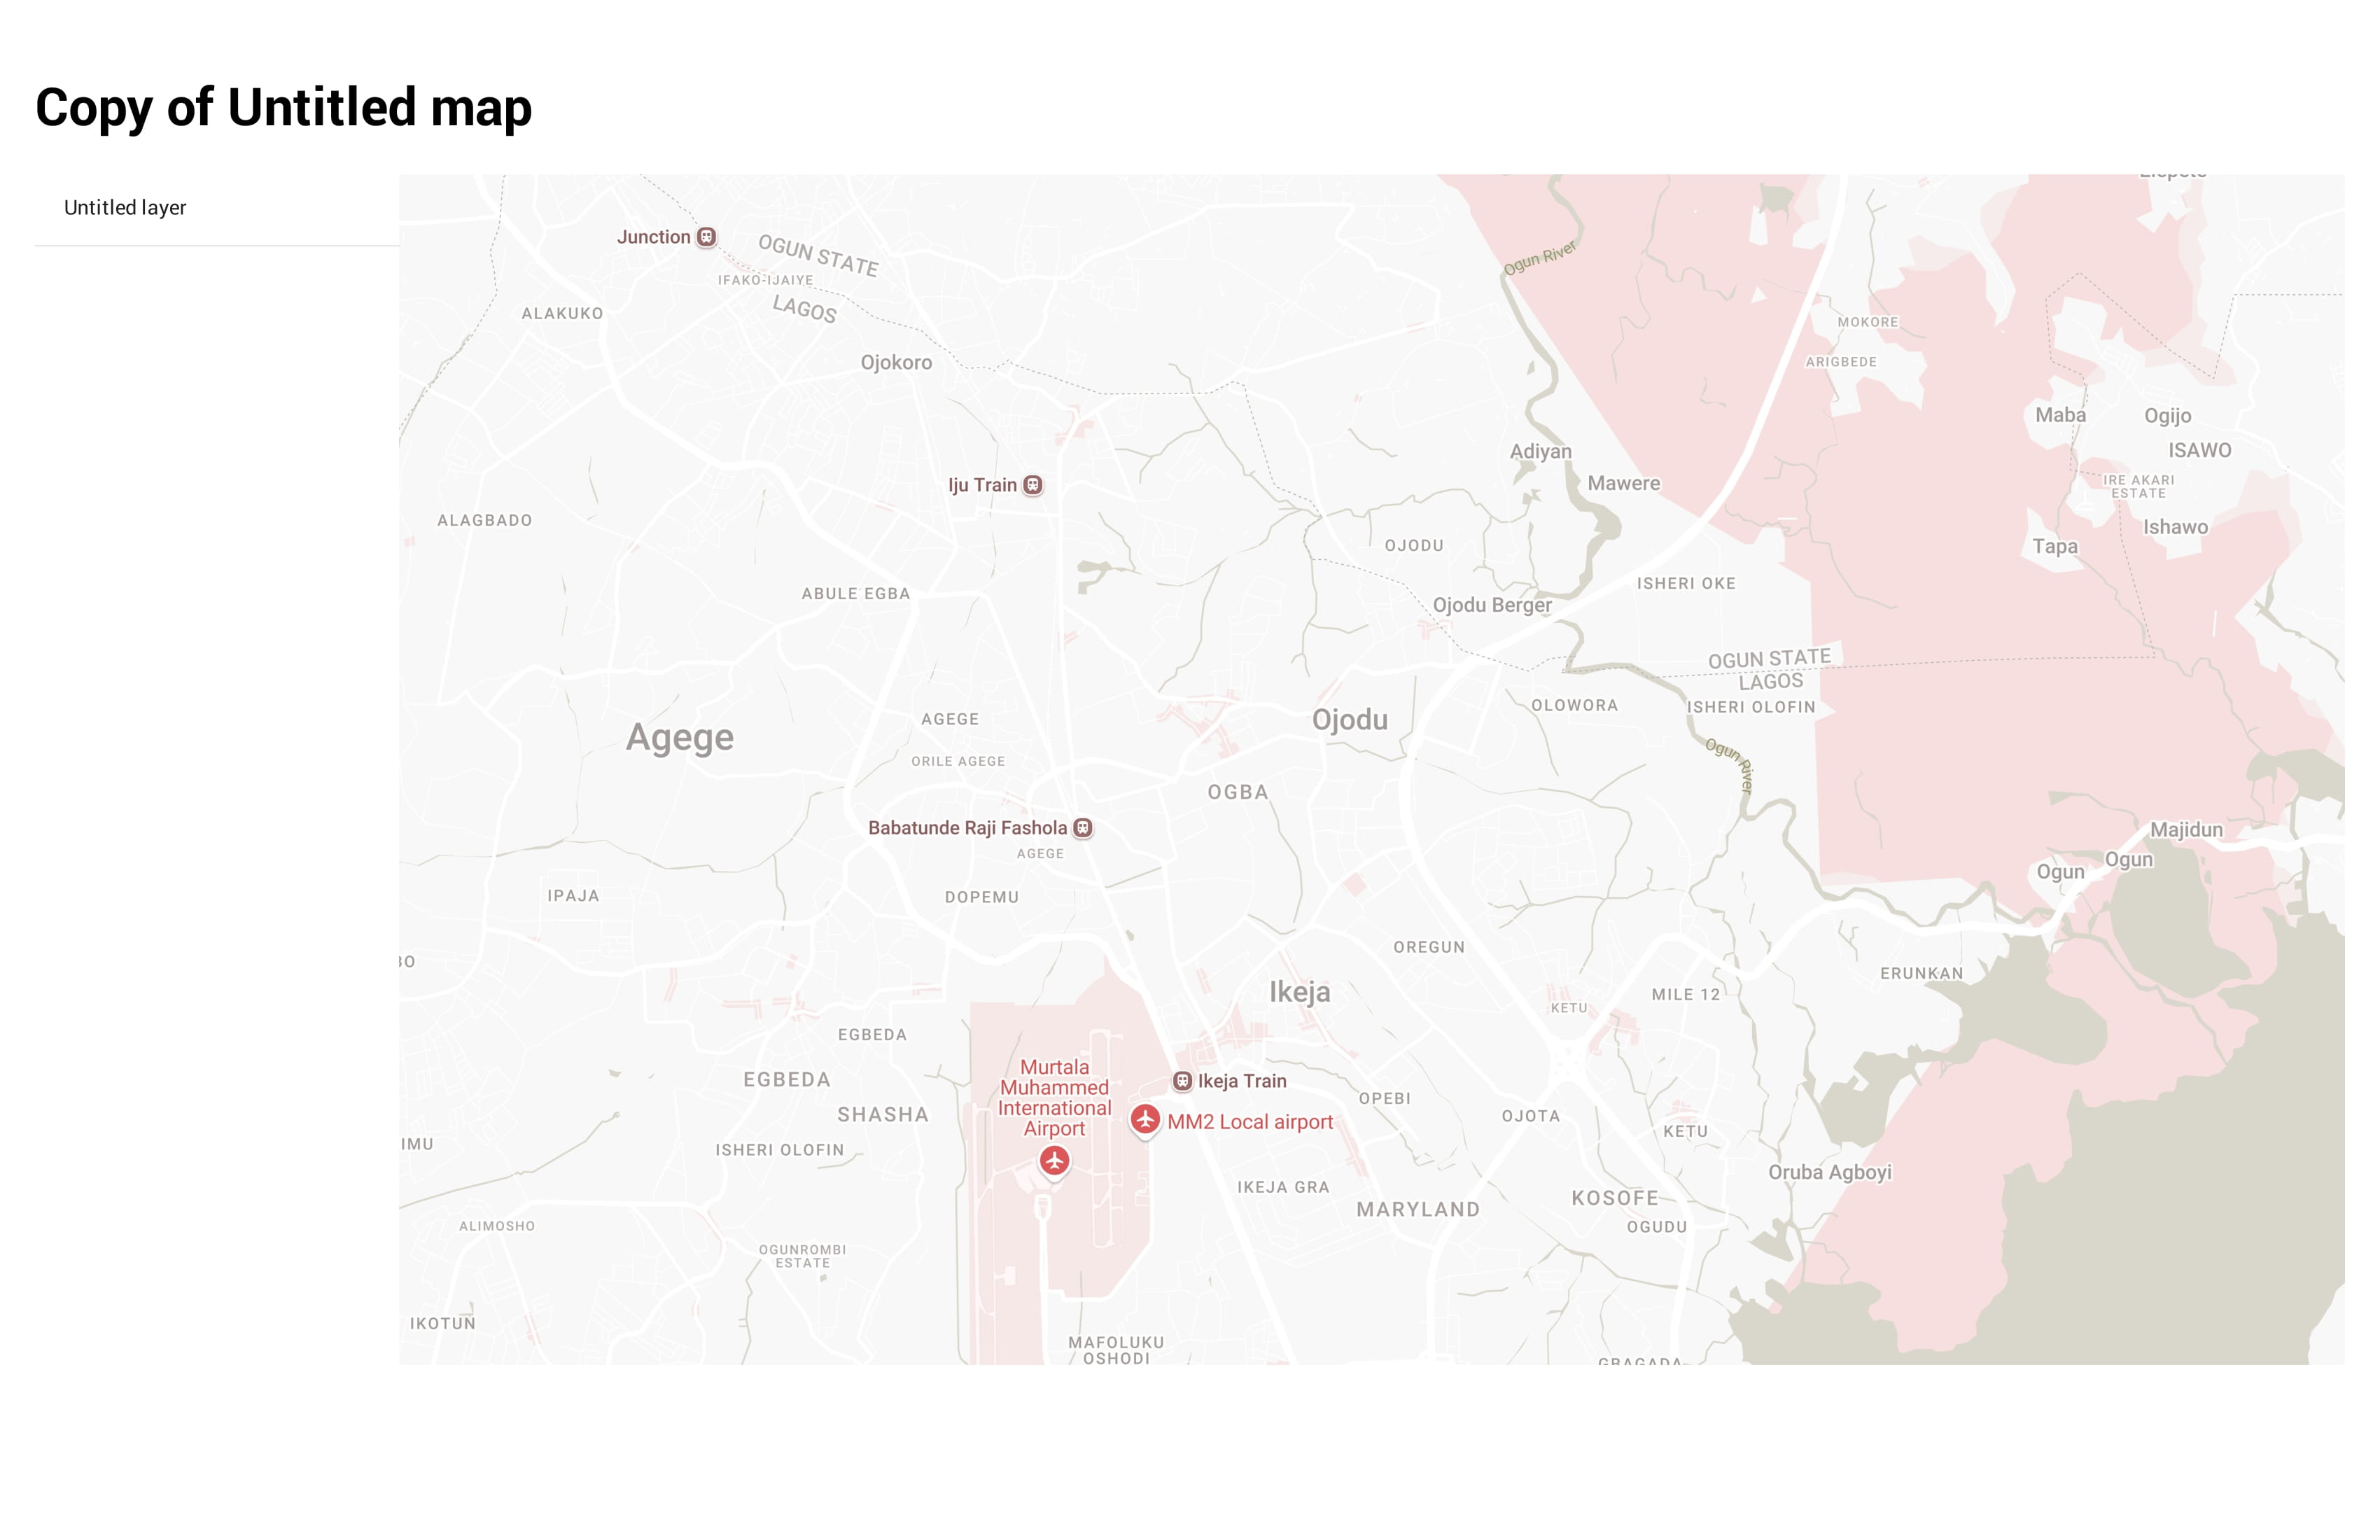 Copy of Untitled map
Untitled layer
Junction
OGUN STATE
IFAKO-IJAIYE
LAGOS
ALAKUKO
Ojokoro
Ogun River
MOKORE
ARIGBEDE
Maba
Ogijo
ISAWO
Adiyan
Mawere
IRE AKARI
ESTATE
Iju Train
ALAGBADO
Ishawo
OJODU
Tapa
ISHERI OKE
ABULE EGBA
Ojodu Berger
OGUN STATE
LAGOS
OLOWORA
ISHERI OLOFIN
AGEGE
Ojodu
Agege
ORILE AGEGE
Ogun River
OGBA
Babatunde Raji Fashola
Majidun
AGEGE
Ogun
Ogun
IPAJA
DOPEMU
OREGUN
ERUNKAN
Ikeja
MILE 12
KETU
EGBEDA
Murtala
Muhammed
International
Airport
EGBEDA
Ikeja Train
OPEBI
SHASHA
MM2 Local airport
OJOTA
KETU
IMU
ISHERI OLOFIN
Oruba Agboyi
IKEJA GRA
KOSOFE
MARYLAND
ALIMOSHO
OGUDU
OGUNROMBI
ESTATE
IKOTUN
MAFOLUKU
OSHODI
GBAGADA